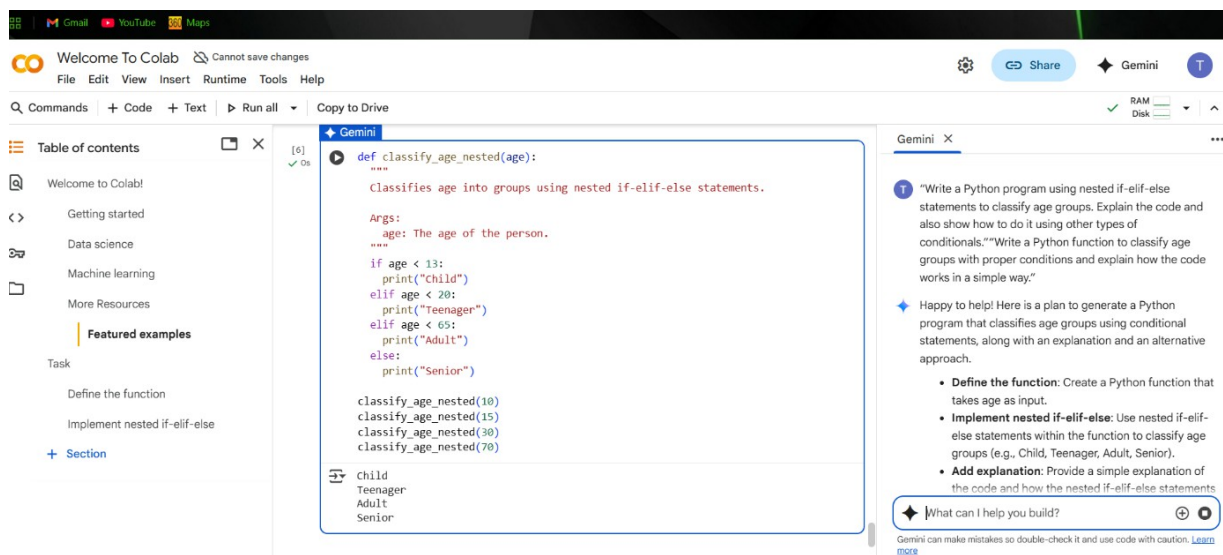 Gmail YouTube Maps
Welcome To Colab Cannot save changes
File Edit View Insert Runtime Tools Help
Share
Gemini
T
Commands + Code + Text Run all Copy to Drive
RAM
Disk
Table of contents
Welcome to Colab!
Getting started
Data science
Machine learning
More Resources
Featured examples
Task
Define the function
Implement nested if-elif-else
+ Section
Gemini
[6]
0s
def classify_age_nested(age):
"""
Classifies age into groups using nested if-elif-else statements.
Args:
age: The age of the person.
"""
if age < 13:
print("Child")
elif age < 20:
print("Teenager")
elif age < 65:
print("Adult")
else:
print("Senior")
classify_age_nested(10)
classify_age_nested(15)
classify_age_nested(30)
classify_age_nested(70)
Child
Teenager
Adult
Senior
Gemini
T
“Write a Python program using nested if-elif-else
statements to classify age groups. Explain the code and
also show how to do it using other types of
conditionals.”“Write a Python function to classify age
groups with proper conditions and explain how the code
works in a simple way.”
Happy to help! Here is a plan to generate a Python
program that classifies age groups using conditional
statements, along with an explanation and an alternative
approach.
• Define the function: Create a Python function that
takes age as input.
• Implement nested if-elif-else: Use nested if-elif-
else statements within the function to classify age
groups (e.g., Child, Teenager, Adult, Senior).
• Add explanation: Provide a simple explanation of
the code and how the nested if-elif-else statements
What can I help you build?
Gemini can make mistakes so double-check it and use code with caution. Learn
more